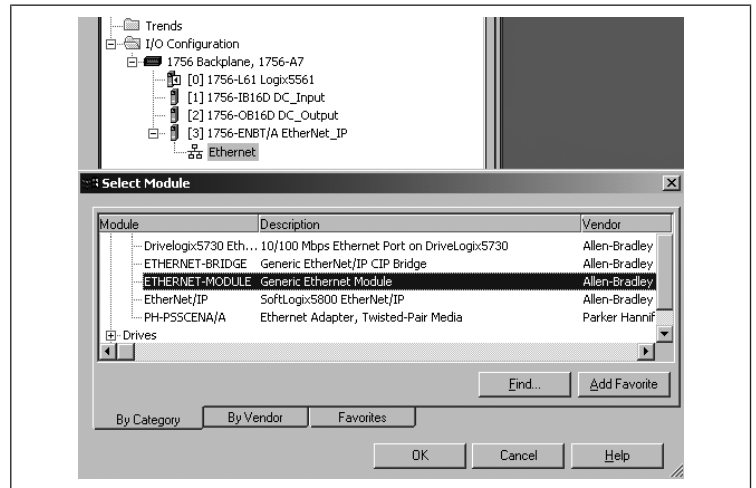 Trends
I/O Configuration
1756 Backplane, 1756-A7
[0] 1756-L61 Logix5561
[1] 1756-IB16D DC_Input
[2] 1756-OB16D DC_Output
[3] 1756-ENBT/A EtherNet_IP
Ethernet
Select Module
Module Description Vendor
Drivelogix5730 Eth... 10/100 Mbps Ethernet Port on DriveLogix5730 Allen-Bradley
ETHERNET-BRIDGE Generic EtherNet/IP CIP Bridge Allen-Bradley
ETHERNET-MODULE Generic Ethernet Module Allen-Bradley
EtherNet/IP SoftLogix5800 EtherNet/IP Allen-Bradley
PH-PSSCENA/A Ethernet Adapter, Twisted-Pair Media Parker Hannif
Drives
Find... Add Favorite
By Category By Vendor Favorites
OK Cancel Help